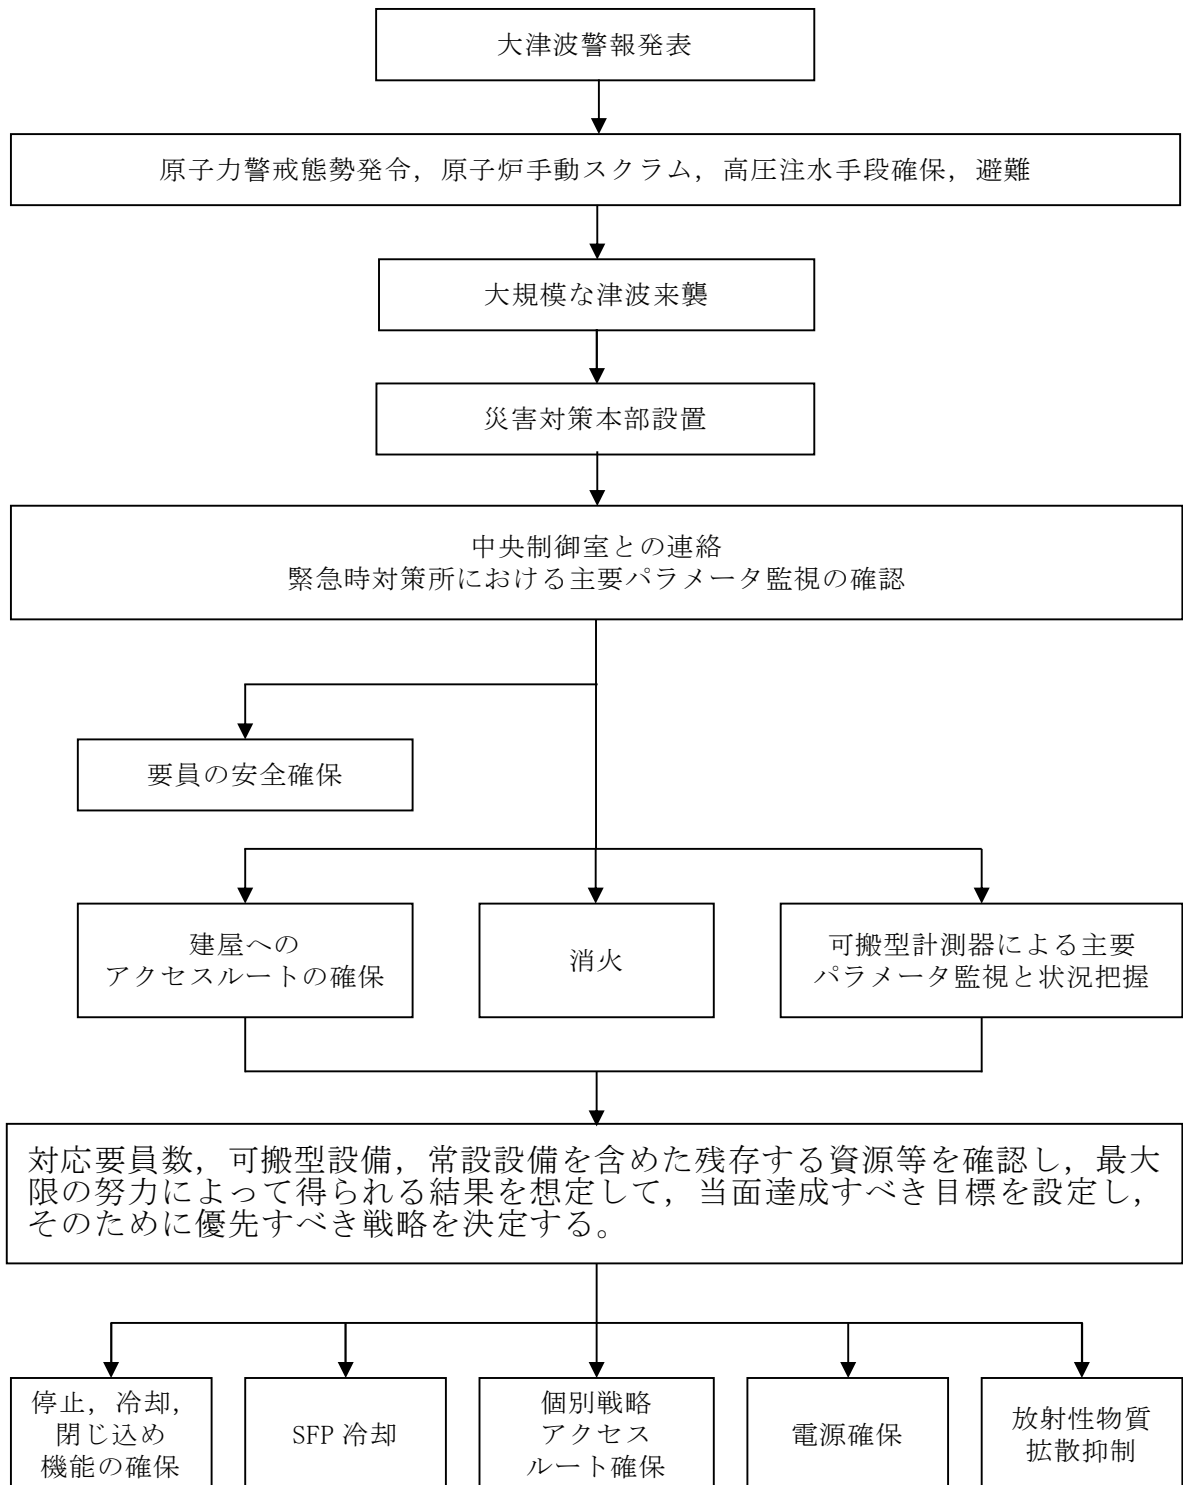 大津波警報発表
原子力警戒態勢発令，原子炉手動スクラム，高圧注水手段確保，避難
大規模な津波来襲
災害対策本部設置
中央制御室との連絡
緊急時対策所における主要パラメータ監視の確認
要員の安全確保
建屋への
アクセスルートの確保
消火
可搬型計測器による主要
パラメータ監視と状況把握
対応要員数，可搬型設備，常設設備を含めた残存する資源等を確認し，最大
限の努力によって得られる結果を想定して，当面達成すべき目標を設定し，
そのために優先すべき戦略を決定する。
停止，冷却，
閉じ込め
機能の確保
SFP 冷却
個別戦略
アクセス
ルート確保
電源確保
放射性物質
拡散抑制